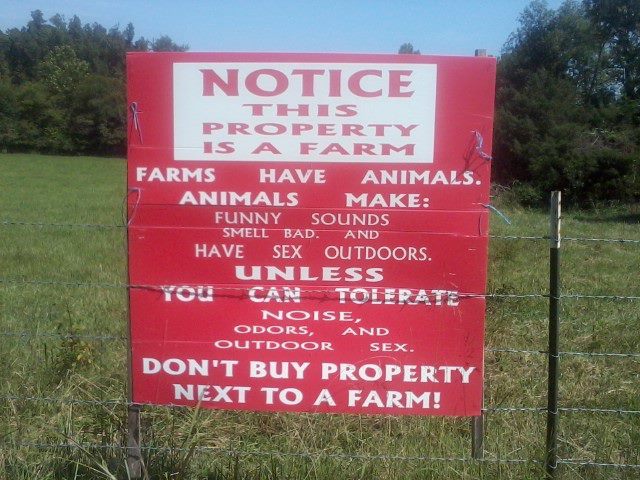 NOTICE
THIS
PROPERTY
IS A FARM
FARMS HAVE ANIMALS.
ANIMALS MAKE:
FUNNY SOUNDS
SMELL BAD. AND
HAVE SEX OUTDOORS.
UNLESS
YOU CAN TOLERATE
NOISE,
ODORS, AND
OUTDOOR SEX.
DON'T BUY PROPERTY
NEXT TO A FARM!